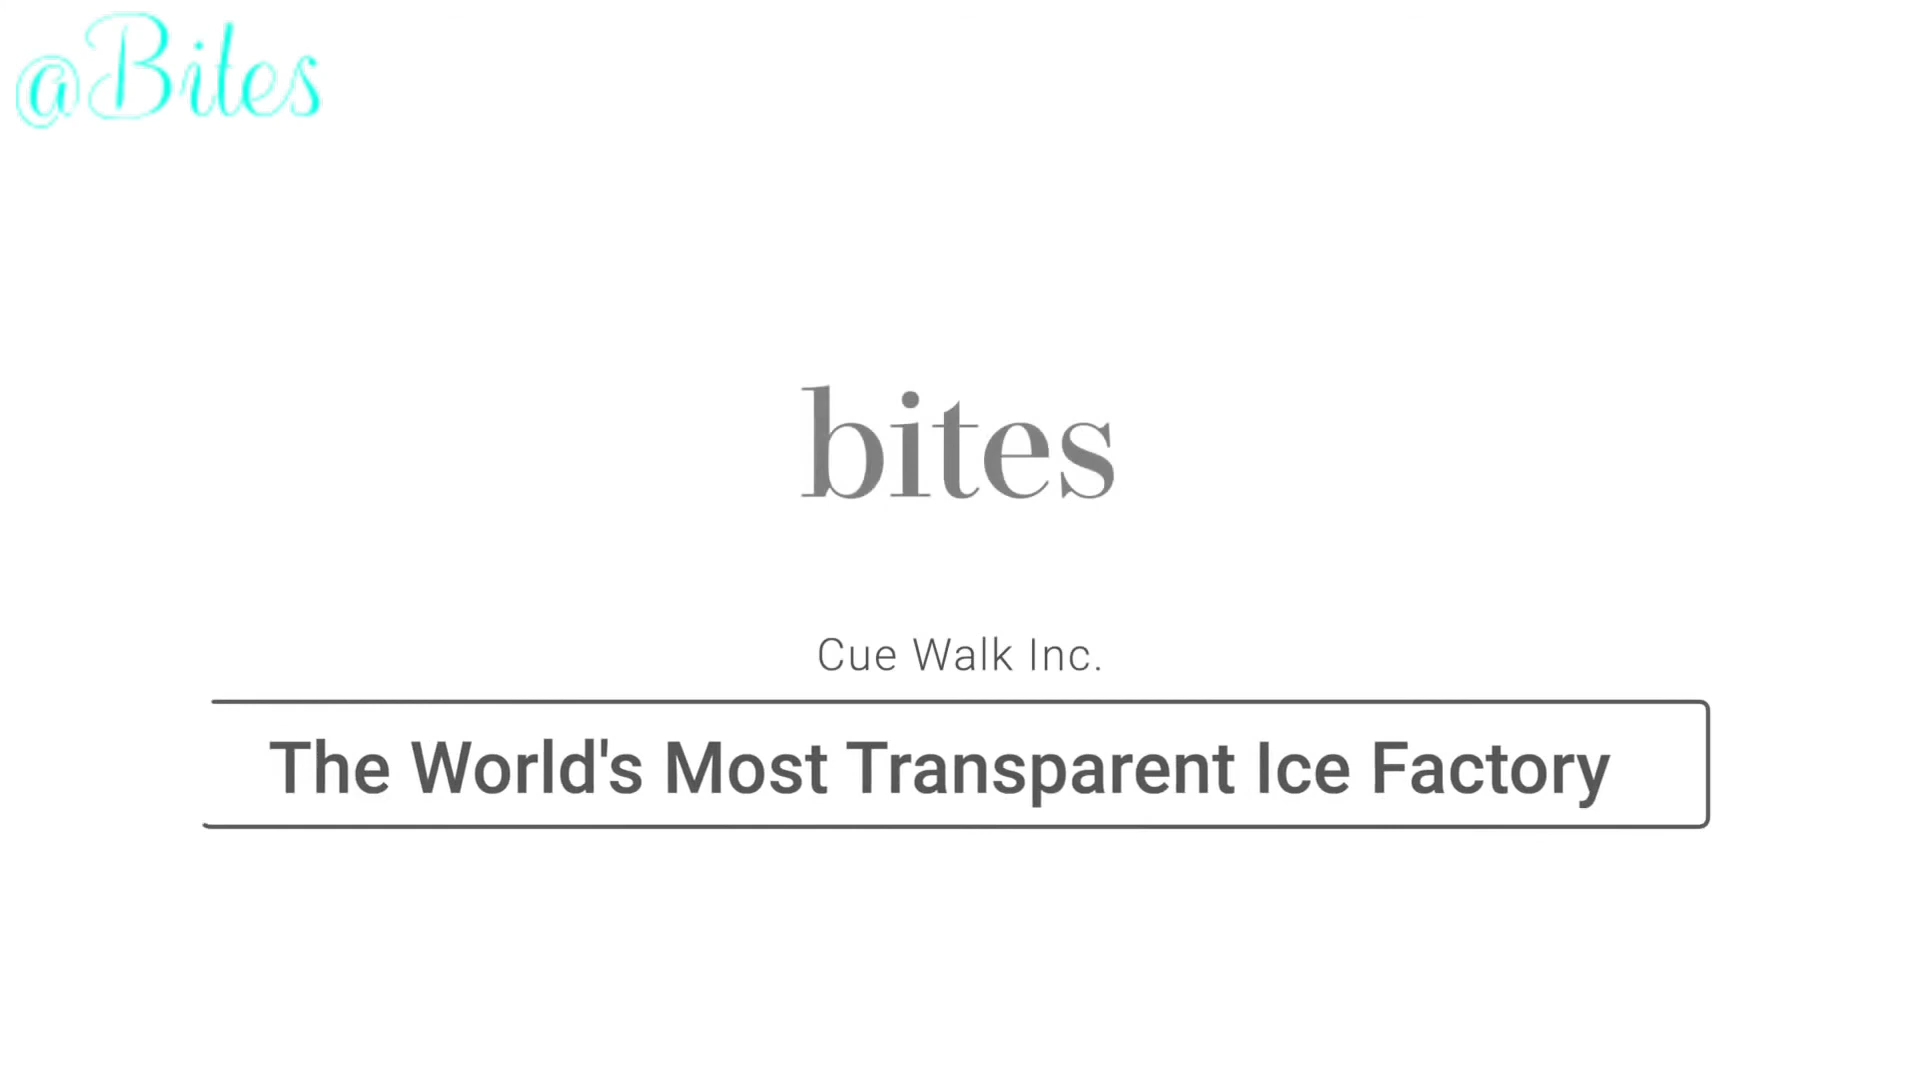 @Bites
bites
Cue Walk Inc.
The World's Most Transparent Ice Factory